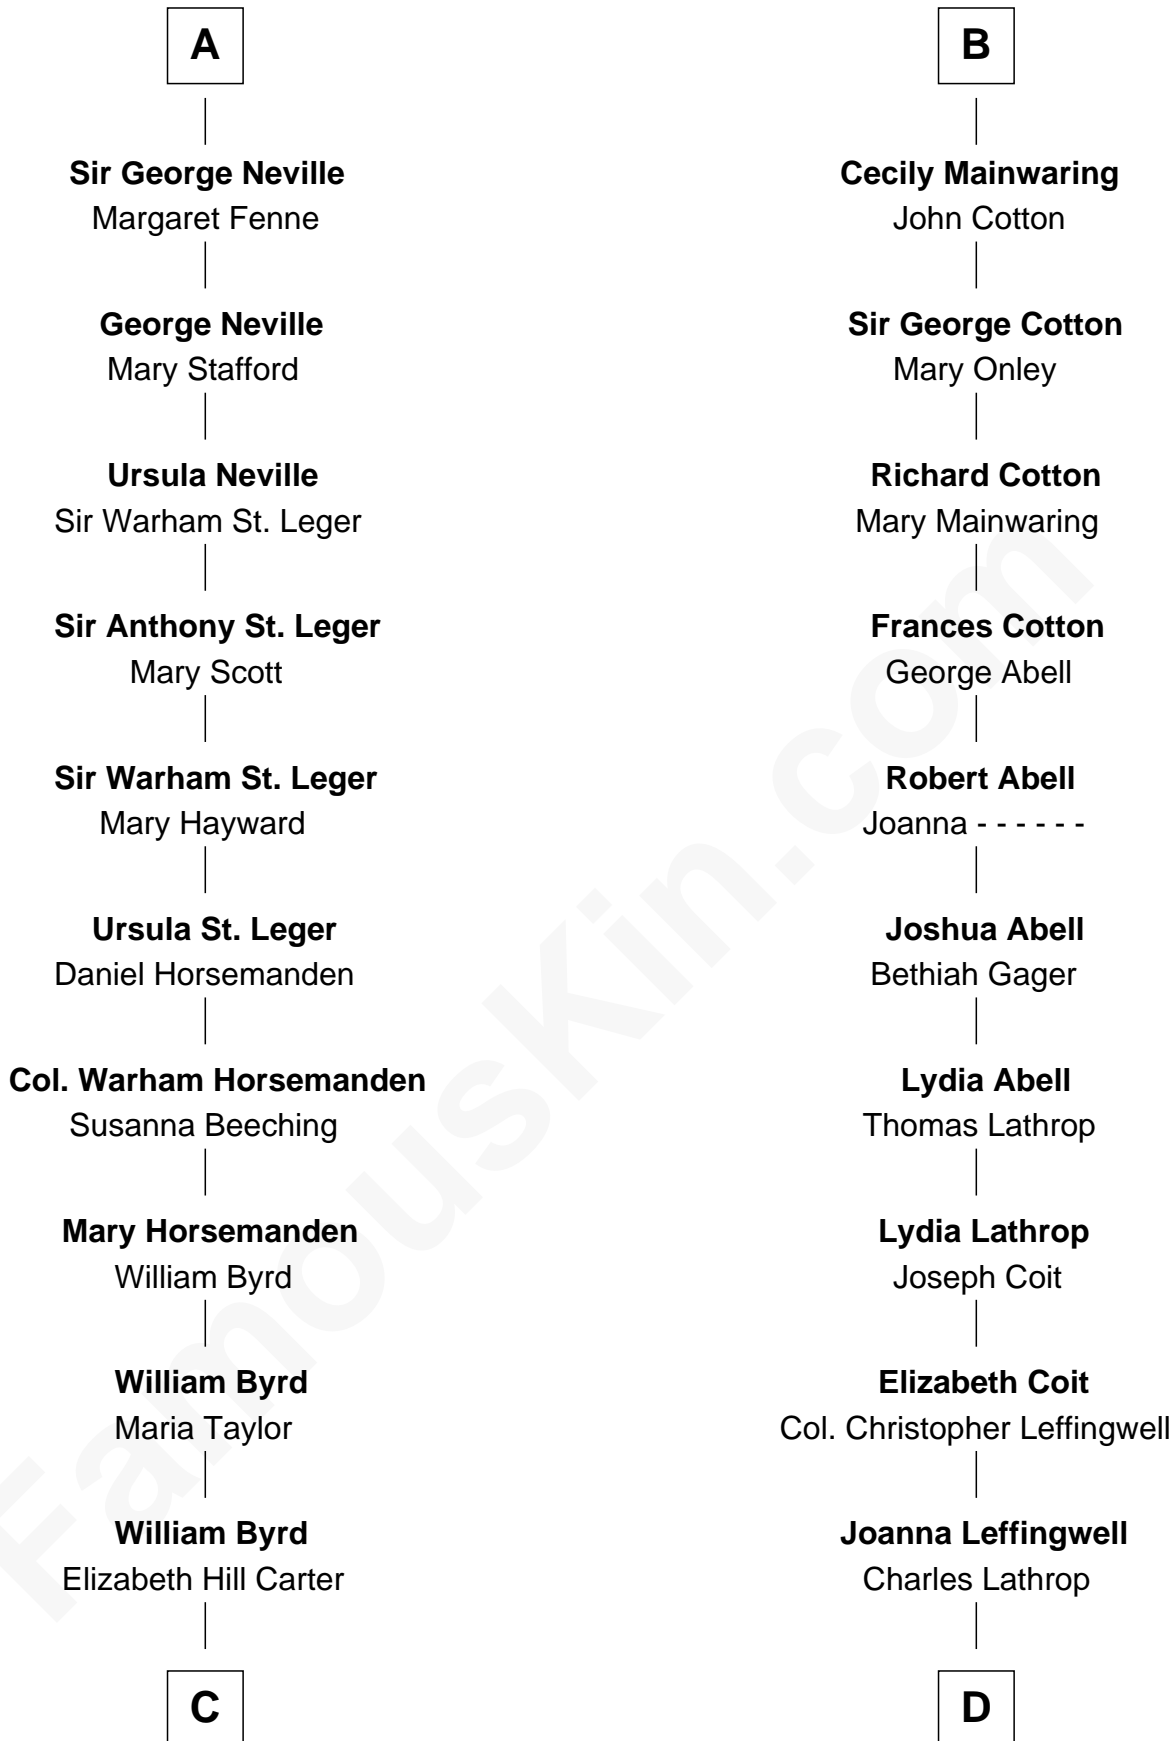 A
Sir George Neville
Margaret Fenne
George Neville
Mary Stafford
Ursula Neville
Sir Warham St. Leger
Sir Anthony St. Leger
Mary Scott
Sir Warham St. Leger
Mary Hayward
Ursula St. Leger
Daniel Horsemanden
Col. Warham Horsemanden
Susanna Beeching
Mary Horsemanden
William Byrd
William Byrd
Maria Taylor
William Byrd
Elizabeth Hill Carter
C
B
Cecily Mainwaring
John Cotton
Sir George Cotton
Mary Onley
Richard Cotton
Mary Mainwaring
Frances Cotton
George Abell
Robert Abell
Joanna - - - - - -
Joshua Abell
Bethiah Gager
Lydia Abell
Thomas Lathrop
Lydia Lathrop
Joseph Coit
Elizabeth Coit
Col. Christopher Leffingwell
Joanna Leffingwell
Charles Lathrop
D
FamousKin.com